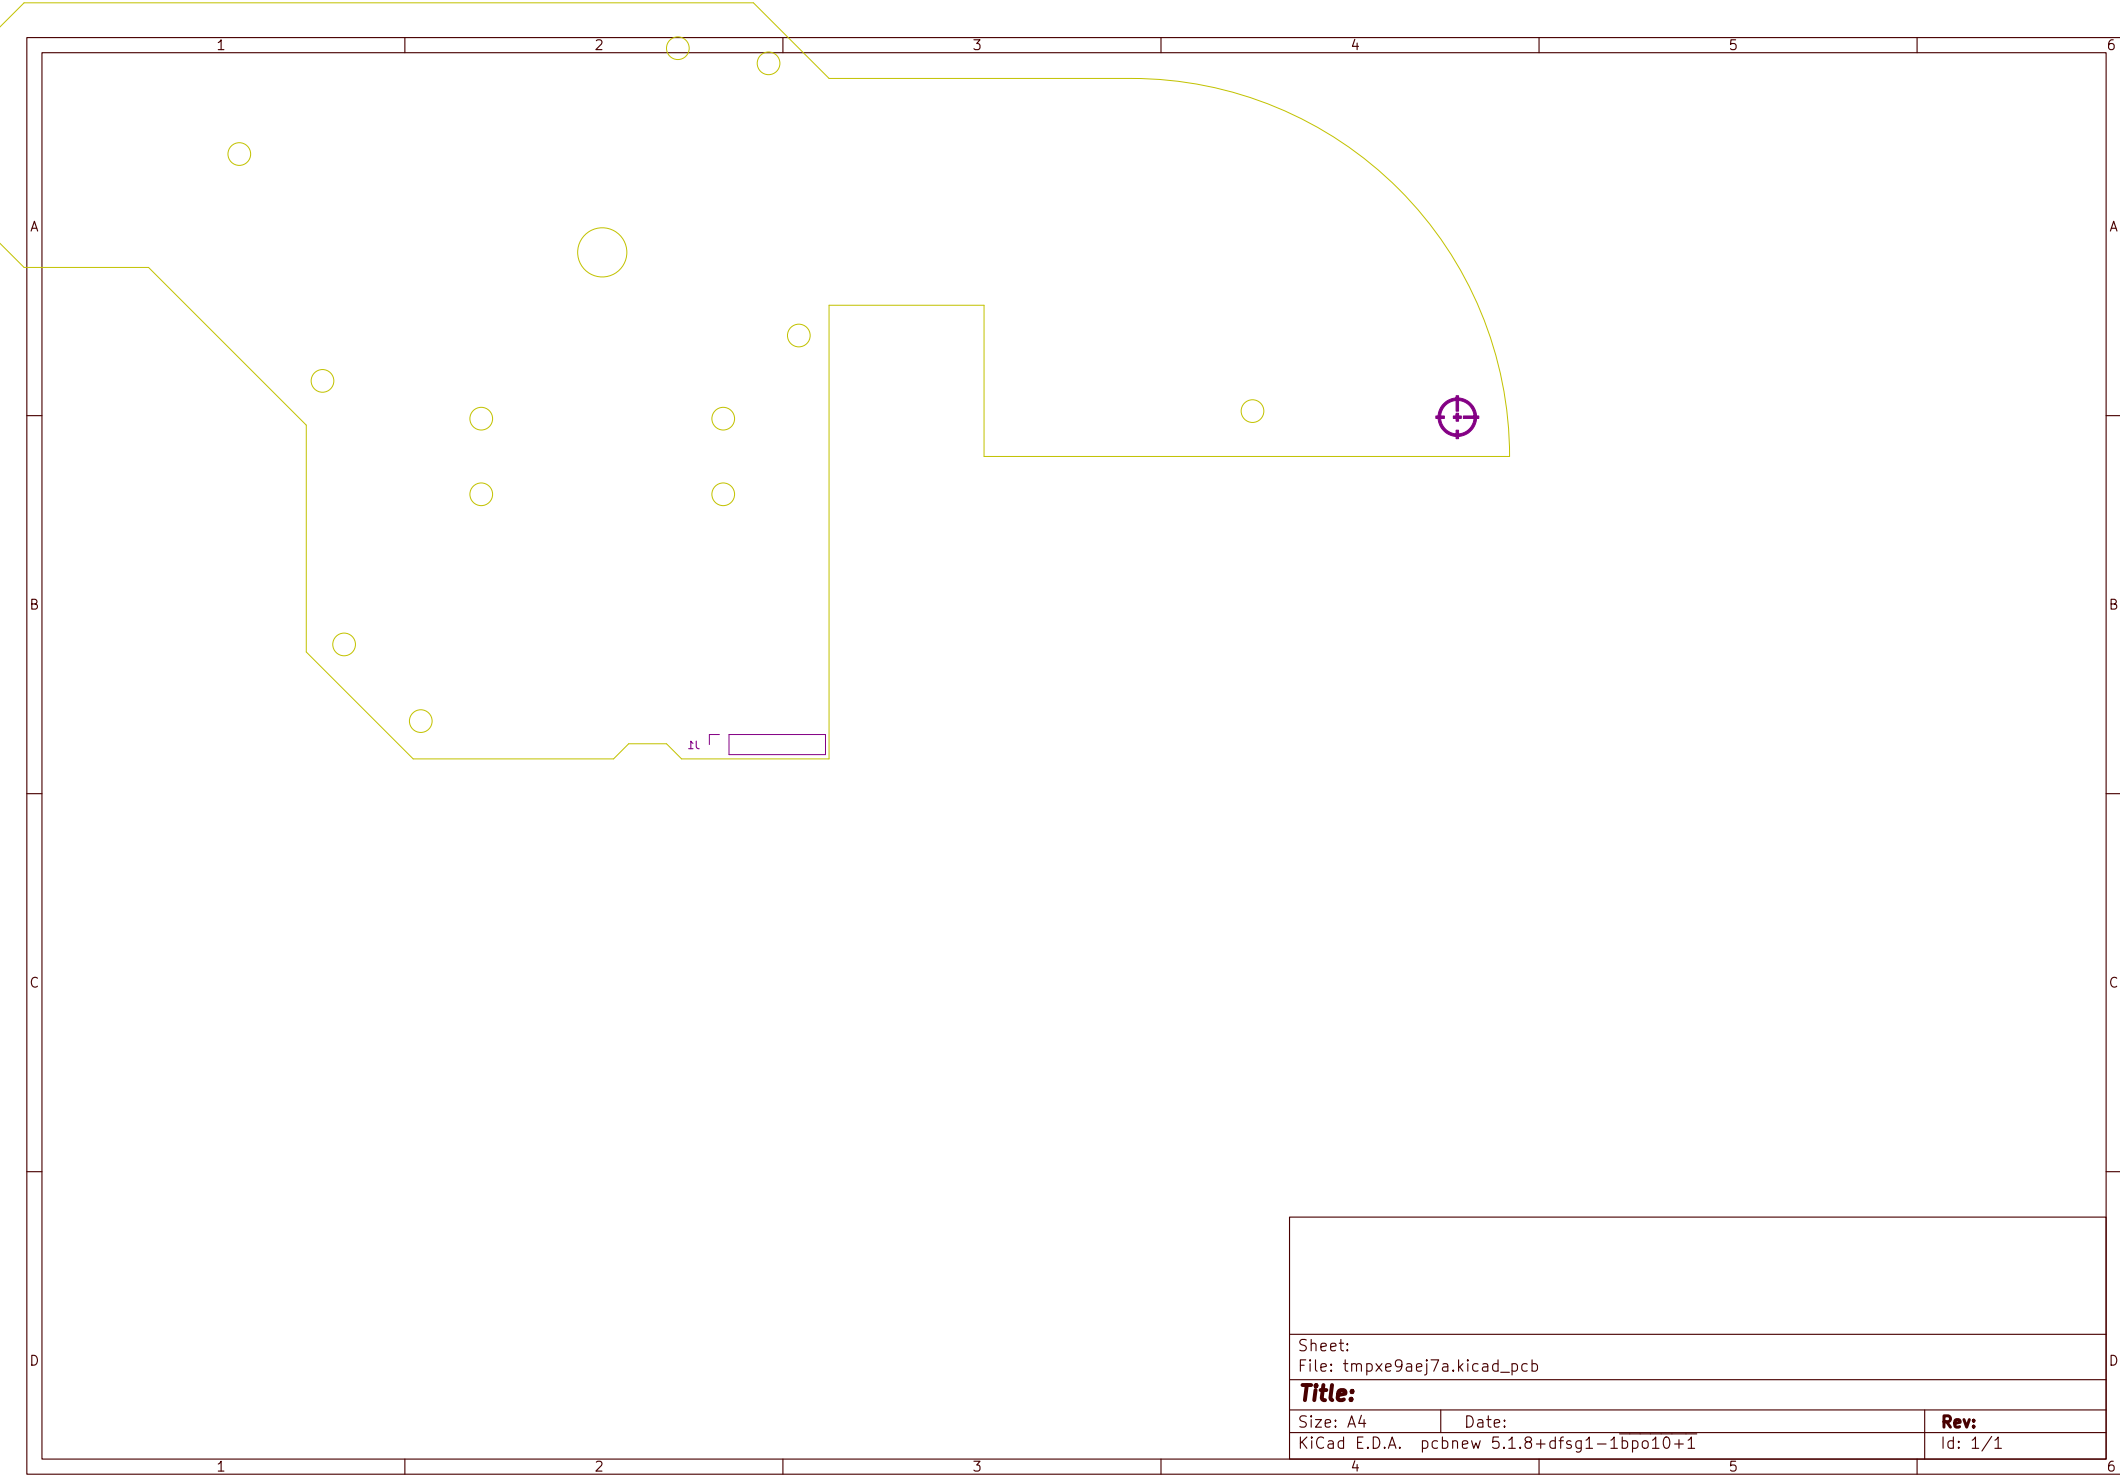 1 2 3 4 5 6
A A
J1
B B
C C
D D
Sheet:
File: tmpxe9aej7a.kicad_pcb
Title:
Size: A4 Date: Rev:
KiCad E.D.A. pcbnew 5.1.8+dfsg1-1bpo10+1 Id: 1/1
1 2 3 4 5 6